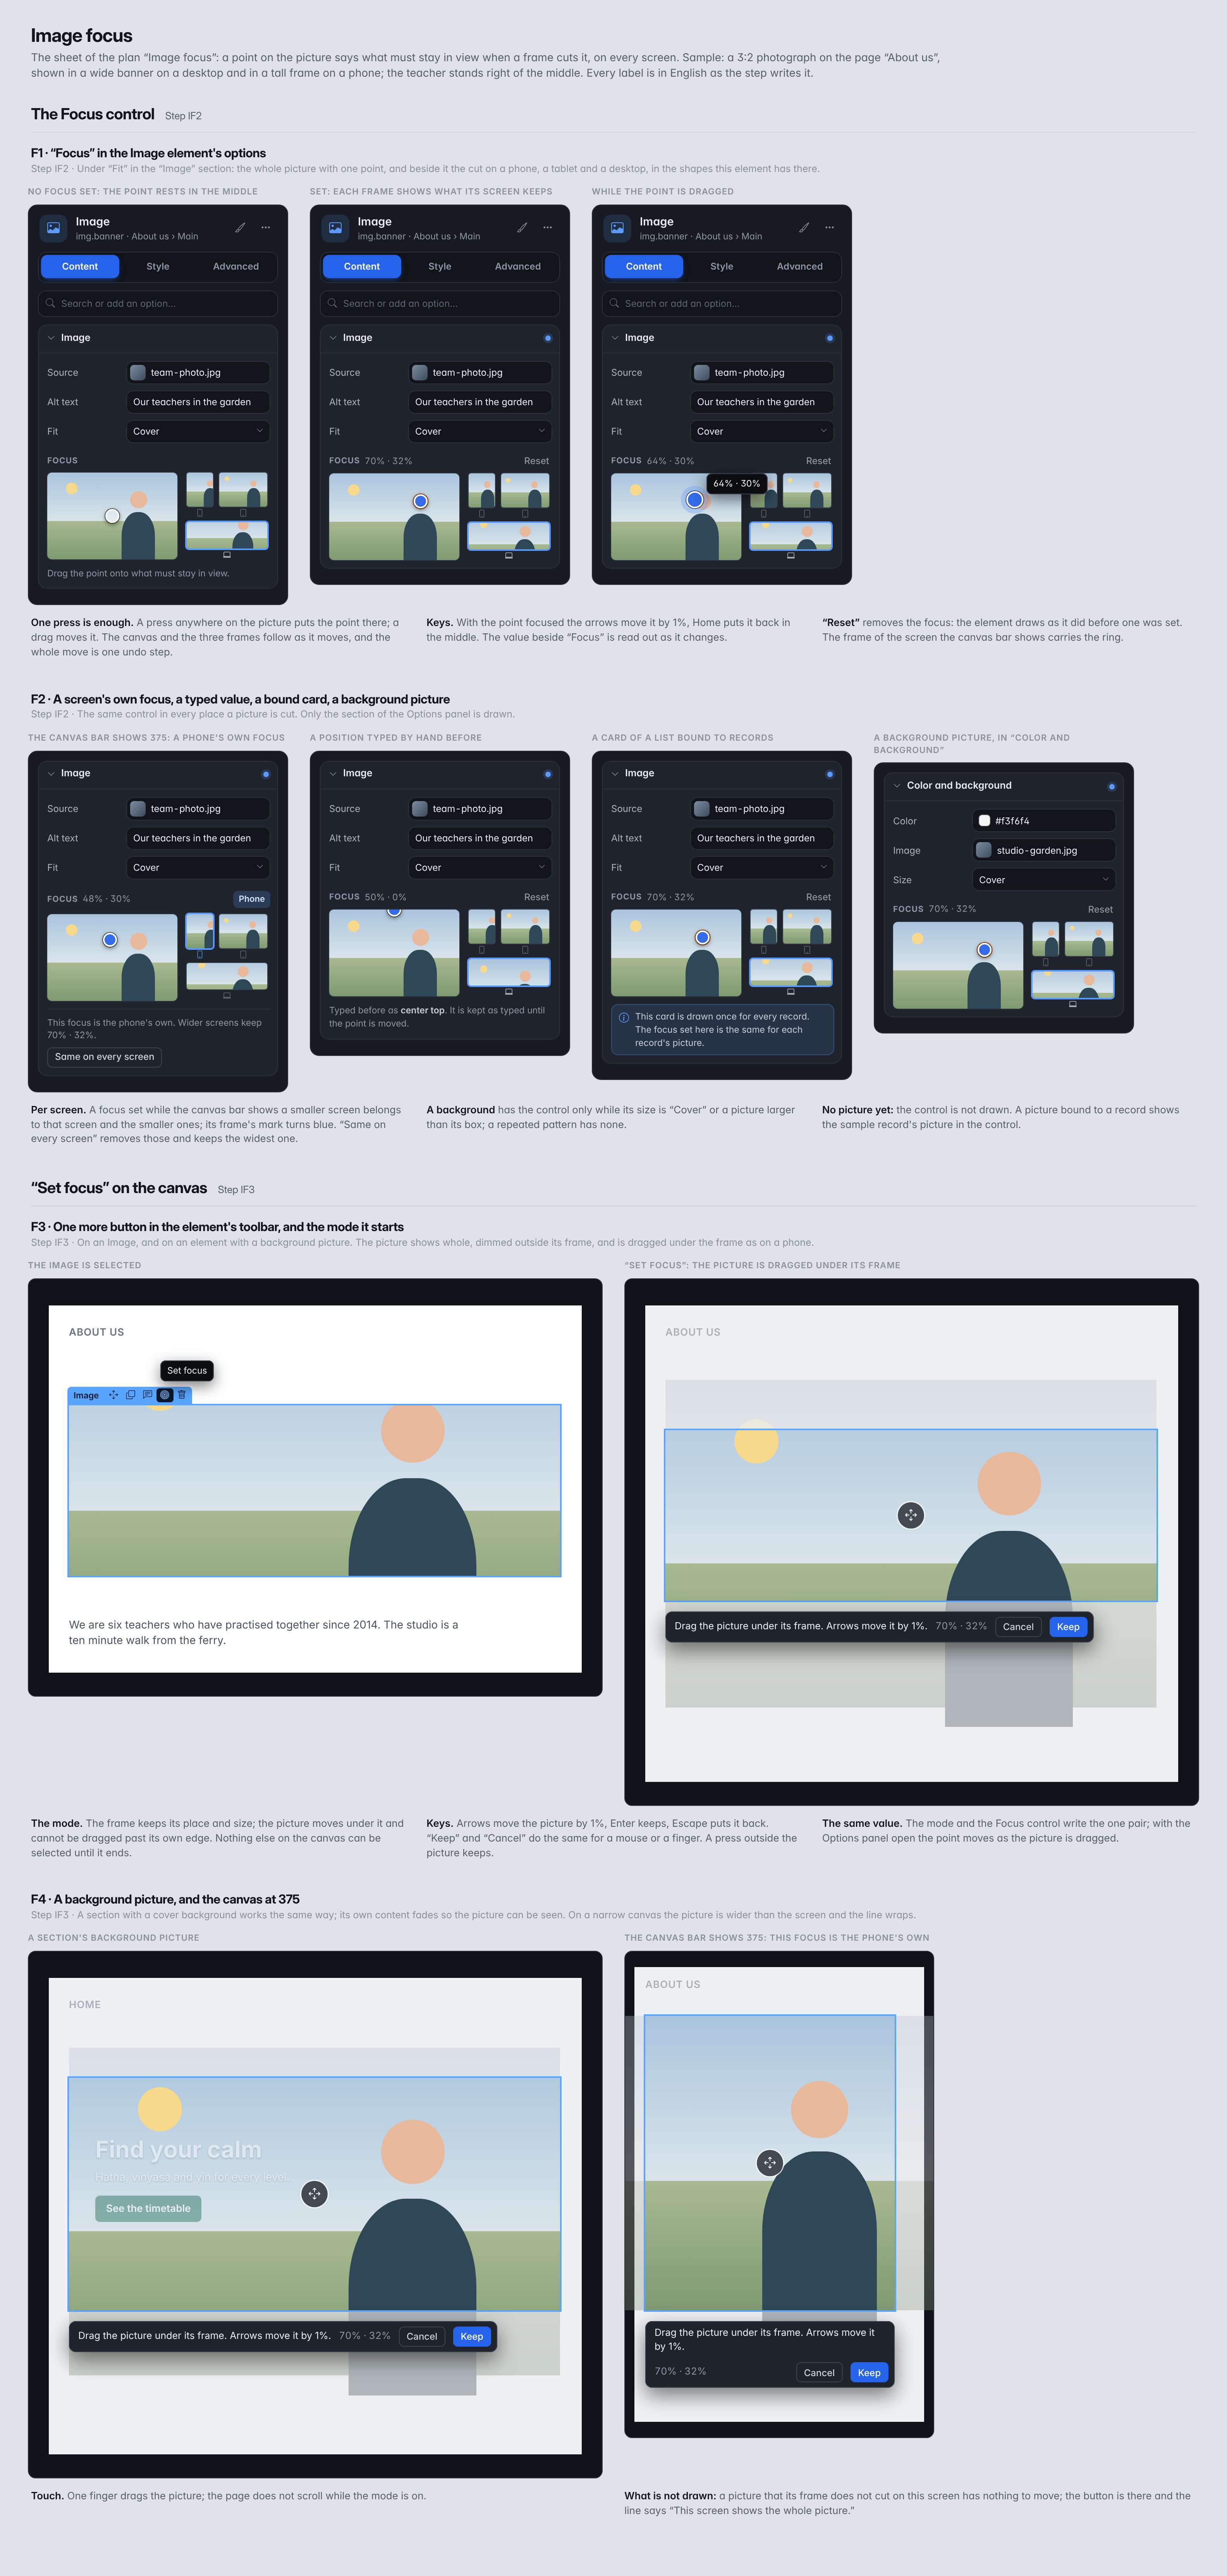 Image focus
The sheet of the plan “Image focus”: a point on the picture says what must stay in view when a frame cuts it, on every screen. Sample: a 3:2 photograph on the page “About us”,
shown in a wide banner on a desktop and in a tall frame on a phone; the teacher stands right of the middle. Every label is in English as the step writes it.
The Focus control Step IF2
F1 · “Focus” in the Image element's options
Step IF2 · Under “Fit” in the “Image” section: the whole picture with one point, and beside it the cut on a phone, a tablet and a desktop, in the shapes this element has there.
NO FOCUS SET: THE POINT RESTS IN THE MIDDLE
Image
img.banner · About us › Main
Content Style Advanced
Search or add an option...
Image
Source team-photo.jpg
Alt text Our teachers in the garden
Fit Cover
FOCUS
Drag the point onto what must stay in view.
SET: EACH FRAME SHOWS WHAT ITS SCREEN KEEPS
Image
img.banner · About us › Main
Content Style Advanced
Search or add an option...
Image
Source team-photo.jpg
Alt text Our teachers in the garden
Fit Cover
FOCUS 70% · 32% Reset
WHILE THE POINT IS DRAGGED
Image
img.banner · About us › Main
Content Style Advanced
Search or add an option...
Image
Source team-photo.jpg
Alt text Our teachers in the garden
Fit Cover
FOCUS 64% · 30% Reset
64% · 30%
One press is enough. A press anywhere on the picture puts the point there; a
drag moves it. The canvas and the three frames follow as it moves, and the
whole move is one undo step.
Keys. With the point focused the arrows move it by 1%, Home puts it back in
the middle. The value beside “Focus” is read out as it changes.
“Reset” removes the focus: the element draws as it did before one was set.
The frame of the screen the canvas bar shows carries the ring.
F2 · A screen's own focus, a typed value, a bound card, a background picture
Step IF2 · The same control in every place a picture is cut. Only the section of the Options panel is drawn.
THE CANVAS BAR SHOWS 375: A PHONE'S OWN FOCUS
Image
Source team-photo.jpg
Alt text Our teachers in the garden
Fit Cover
FOCUS 48% · 30% Phone
This focus is the phone's own. Wider screens keep
70% · 32%.
Same on every screen
A POSITION TYPED BY HAND BEFORE
Image
Source team-photo.jpg
Alt text Our teachers in the garden
Fit Cover
FOCUS 50% · 0% Reset
Typed before as center top. It is kept as typed until
the point is moved.
A CARD OF A LIST BOUND TO RECORDS
Image
Source team-photo.jpg
Alt text Our teachers in the garden
Fit Cover
FOCUS 70% · 32% Reset
This card is drawn once for every record.
The focus set here is the same for each
record's picture.
A BACKGROUND PICTURE, IN “COLOR AND
BACKGROUND”
Color and background
Color #f3f6f4
Image studio-garden.jpg
Size Cover
FOCUS 70% · 32% Reset
Per screen. A focus set while the canvas bar shows a smaller screen belongs
to that screen and the smaller ones; its frame's mark turns blue. “Same on
every screen” removes those and keeps the widest one.
A background has the control only while its size is “Cover” or a picture larger
than its box; a repeated pattern has none.
No picture yet: the control is not drawn. A picture bound to a record shows
the sample record's picture in the control.
“Set focus” on the canvas Step IF3
F3 · One more button in the element's toolbar, and the mode it starts
Step IF3 · On an Image, and on an element with a background picture. The picture shows whole, dimmed outside its frame, and is dragged under the frame as on a phone.
THE IMAGE IS SELECTED
ABOUT US
Set focus
Image
We are six teachers who have practised together since 2014. The studio is a
ten minute walk from the ferry.
“SET FOCUS”: THE PICTURE IS DRAGGED UNDER ITS FRAME
ABOUT US
Drag the picture under its frame. Arrows move it by 1%. 70% · 32% Cancel Keep
The mode. The frame keeps its place and size; the picture moves under it and
cannot be dragged past its own edge. Nothing else on the canvas can be
selected until it ends.
Keys. Arrows move the picture by 1%, Enter keeps, Escape puts it back.
“Keep” and “Cancel” do the same for a mouse or a finger. A press outside the
picture keeps.
The same value. The mode and the Focus control write the one pair; with the
Options panel open the point moves as the picture is dragged.
F4 · A background picture, and the canvas at 375
Step IF3 · A section with a cover background works the same way; its own content fades so the picture can be seen. On a narrow canvas the picture is wider than the screen and the line wraps.
A SECTION'S BACKGROUND PICTURE
HOME
Find your calm
Hatha, vinyasa and yin for every level
See the timetable
Drag the picture under its frame. Arrows move it by 1%. 70% · 32% Cancel Keep
THE CANVAS BAR SHOWS 375: THIS FOCUS IS THE PHONE'S OWN
ABOUT US
Drag the picture under its frame. Arrows move it
by 1%.
70% · 32% Cancel Keep
Touch. One finger drags the picture; the page does not scroll while the mode is on.
What is not drawn: a picture that its frame does not cut on this screen has nothing to move; the button is there and the
line says “This screen shows the whole picture.”